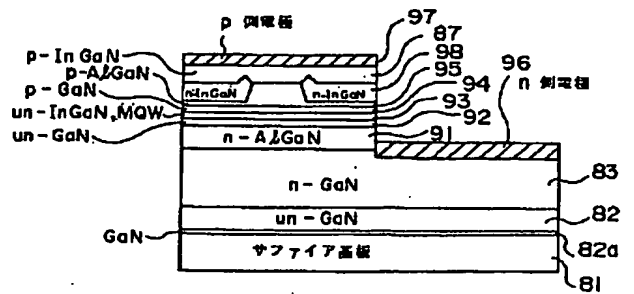 p 側電極
97
87
98
95
94
93
92
91
96
n 側電極
p-InGaN
p-AlGaN
p-GaN
un-InGaN,MQW
un-GaN
n-InGaN
n-InGaN
n-AlGaN
n-GaN
83
un-GaN
82
GaN
82a
サファイア基板
81